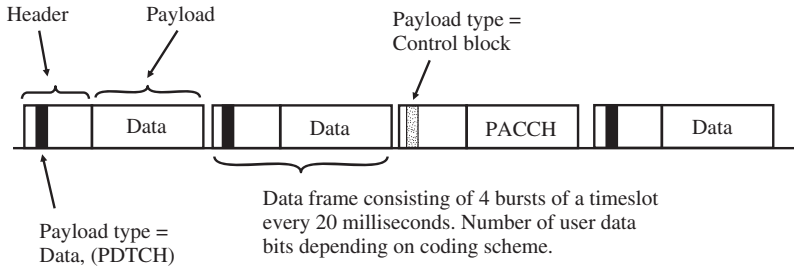 Header
Payload
Payload type =
Control block
Data
Data
PACCH
Data
Payload type =
Data, (PDTCH)
Data frame consisting of 4 bursts of a timeslot
every 20 milliseconds. Number of user data
bits depending on coding scheme.